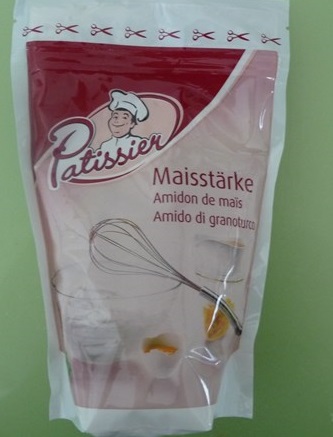 Patissier
Maisstärke
Amidon de maïs
Amido di granoturco